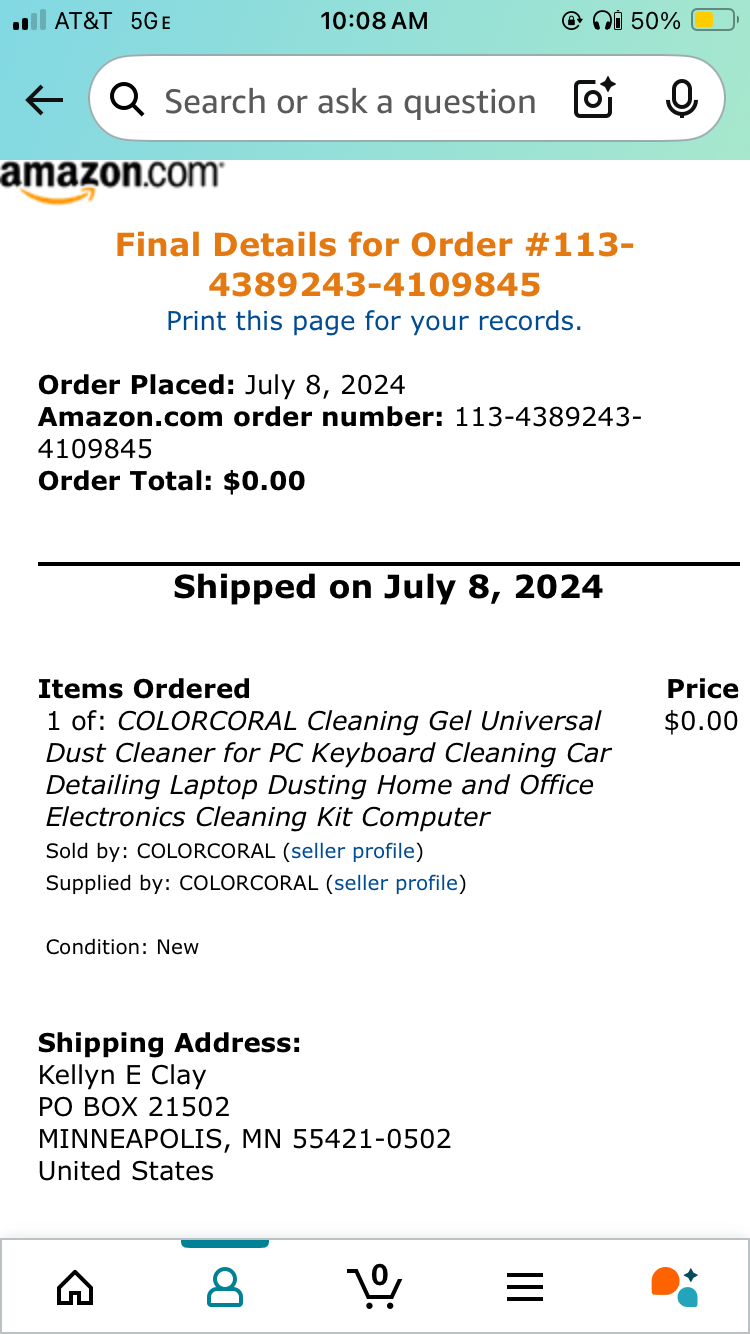 AT&T 5GE 10:08 AM 50%
Search or ask a question
amazon.com
Final Details for Order #113-
4389243-4109845
Print this page for your records.
Order Placed: July 8, 2024
Amazon.com order number: 113-4389243-
4109845
Order Total: $0.00
Shipped on July 8, 2024
Items Ordered Price
1 of: COLORCORAL Cleaning Gel Universal $0.00
Dust Cleaner for PC Keyboard Cleaning Car
Detailing Laptop Dusting Home and Office
Electronics Cleaning Kit Computer
Sold by: COLORCORAL (seller profile)
Supplied by: COLORCORAL (seller profile)
Condition: New
Shipping Address:
Kellyn E Clay
PO BOX 21502
MINNEAPOLIS, MN 55421-0502
United States
0